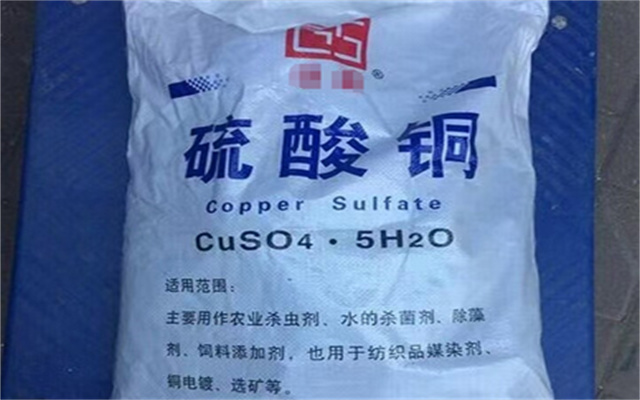 ®
硫酸铜
Copper Sulfate
CuSO4·5H2O
适用范围：
主要用作农业杀虫剂、水的杀菌剂、除藻
剂、饲料添加剂，也用于纺织品媒染剂、
铜电镀、选矿等。